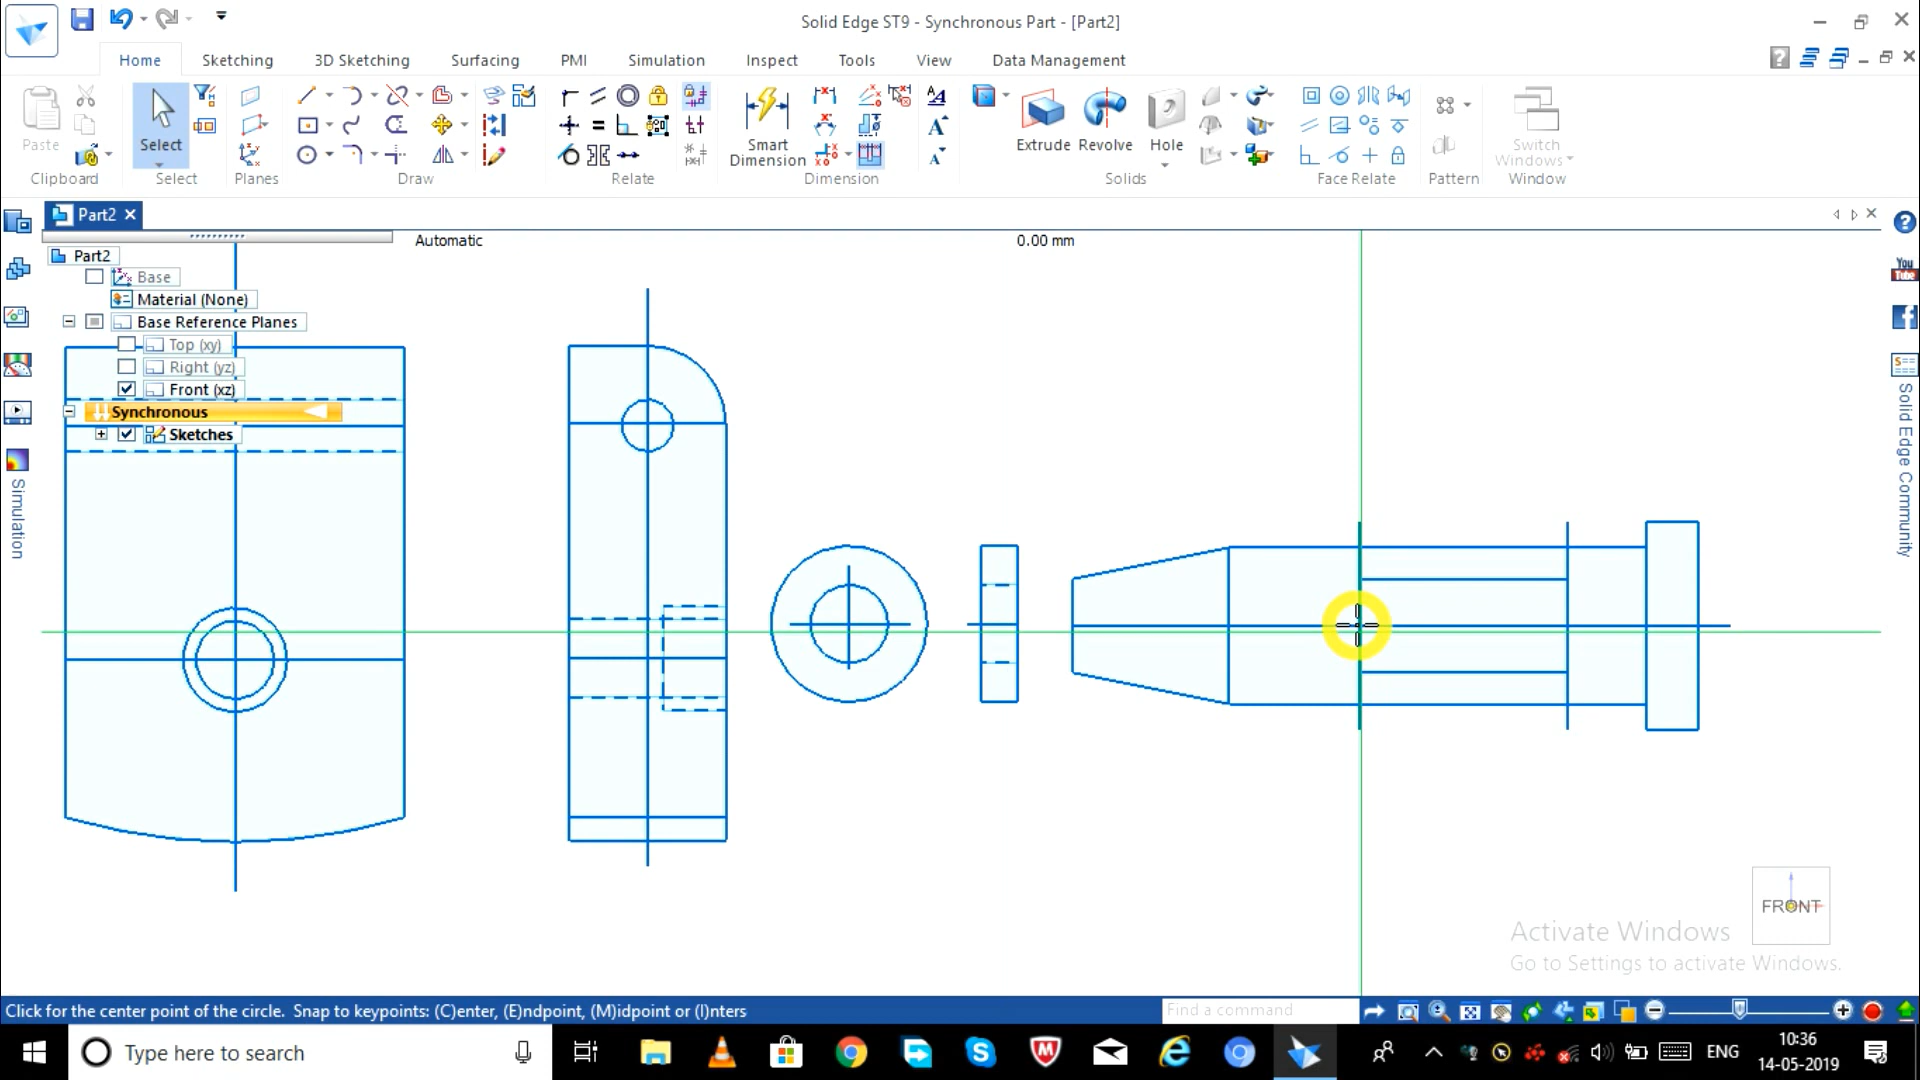 Solid Edge ST9 - Synchronous Part - [Part2]
Home
Sketching
3D Sketching
Surfacing
PMI
Simulation
Inspect
Tools
View
Data Management
Paste
Select
Smart
Dimension
Extrude
Revolve
Hole
Switch
Windows
Clipboard
Select
Planes
Draw
Relate
Dimension
Solids
Face Relate
Pattern
Window
Part2
Automatic
0.00 mm
Part2
Base
Material (None)
Base Reference Planes
Top (xy)
Right (yz)
Front (xz)
Synchronous
Sketches
Simulation
You
Tube
Solid Edge Community
FRONT
Activate Windows
Go to Settings to activate Windows.
Click for the center point of the circle.  Snap to keypoints: (C)enter, (E)ndpoint, (M)idpoint or (I)nters
Find a command
Type here to search
ENG
10:36
14-05-2019